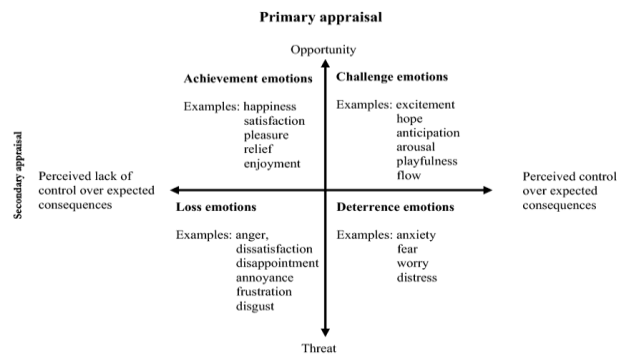 Primary appraisal
Opportunity
Achievement emotions
Examples: happiness
satisfaction
pleasure
relief
enjoyment
Challenge emotions
Examples: excitement
hope
anticipation
arousal
playfulness
flow
Secondary appraisal
Perceived lack of
control over expected
consequences
Perceived control
over expected
consequences
Loss emotions
Examples: anger,
dissatisfaction
disappointment
annoyance
frustration
disgust
Deterrence emotions
Examples: anxiety
fear
worry
distress
Threat